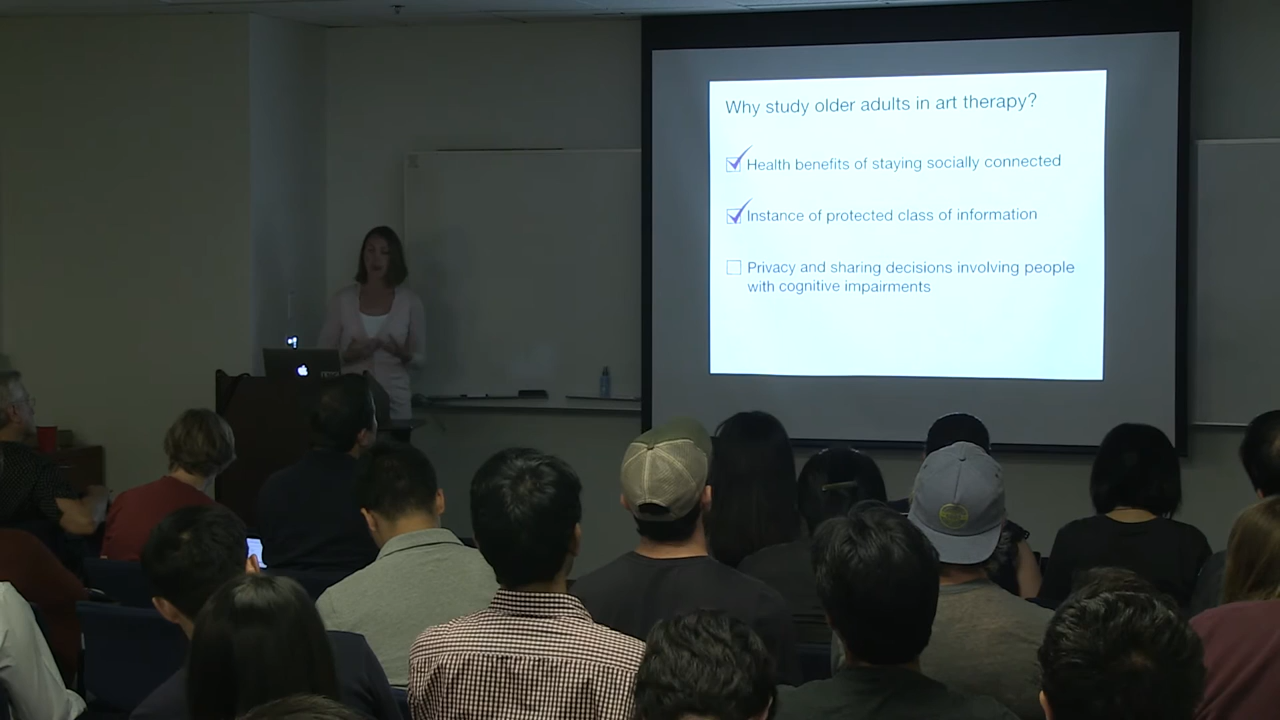 Why study older adults in art therapy?
Health benefits of staying socially connected
Instance of protected class of information
Privacy and sharing decisions involving people
with cognitive impairments